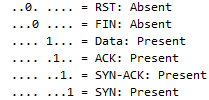 ..0. .... = RST: Absent
...0 .... = FIN: Absent
.... 1... = Data: Present
.... .1.. = ACK: Present
.... ..1. = SYN-ACK: Present
.... ...1 = SYN: Present